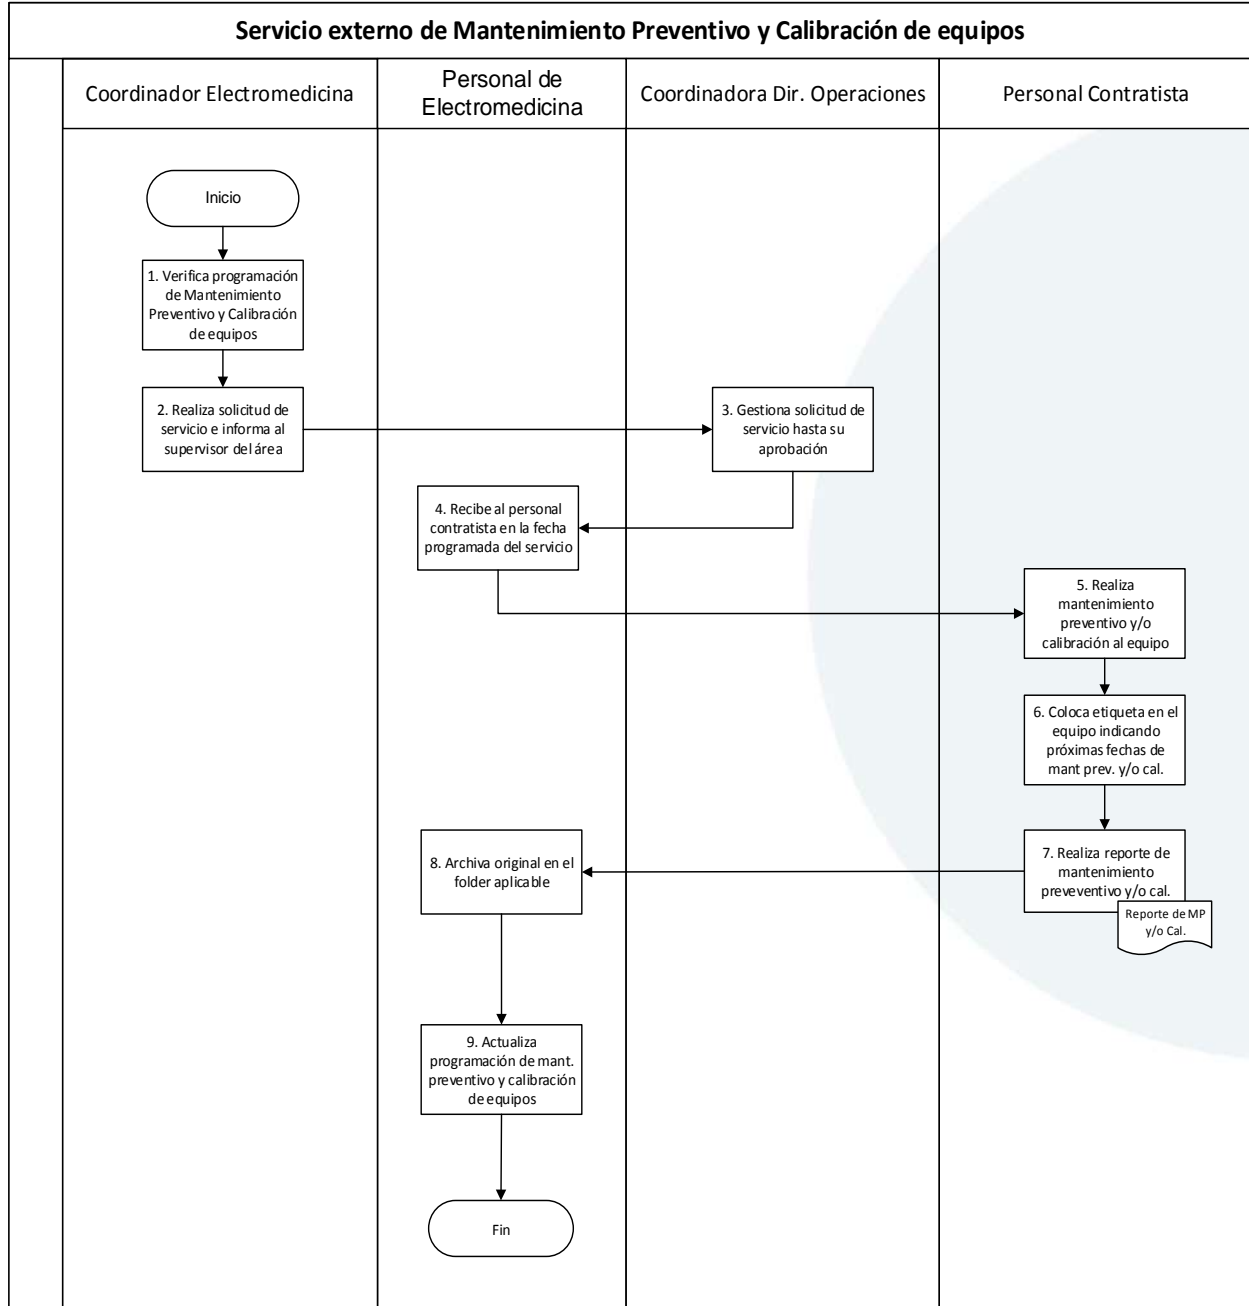 Servicio externo de Mantenimiento Preventivo y Calibración de equipos
Coordinador Electromedicina
Personal de
Electromedicina
Coordinadora Dir. Operaciones
Personal Contratista
Inicio
1. Verifica programación
de Mantenimiento
Preventivo y Calibración
de equipos
2. Realiza solicitud de
servicio e informa al
supervisor del área
3. Gestiona solicitud de
servicio hasta su
aprobación
4. Recibe al personal
contratista en la fecha
programada del servicio
5. Realiza
mantenimiento
preventivo y/o
calibración al equipo
6. Coloca etiqueta en el
equipo indicando
próximas fechas de
mant prev. y/o cal.
7. Realiza reporte de
mantenimiento
preveventivo y/o cal.
Reporte de MP
y/o Cal.
8. Archiva original en el
folder aplicable
9. Actualiza
programación de mant.
preventivo y calibración
de equipos
Fin